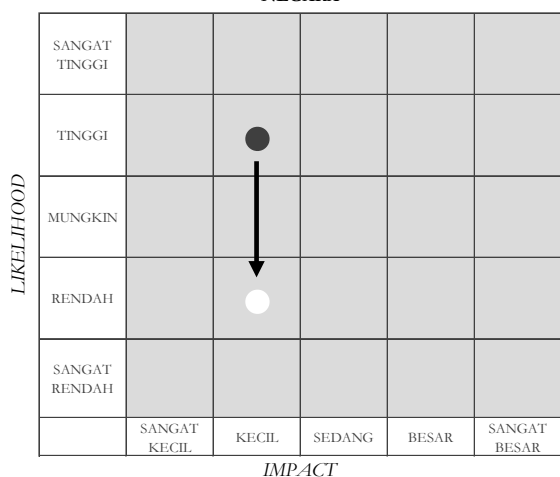 SANGAT
TINGGI
TINGGI
LIKELIHOOD
MUNGKIN
RENDAH
SANGAT
RENDAH
SANGAT
KECIL
KECIL
SEDANG
BESAR
SANGAT
BESAR
IMPACT